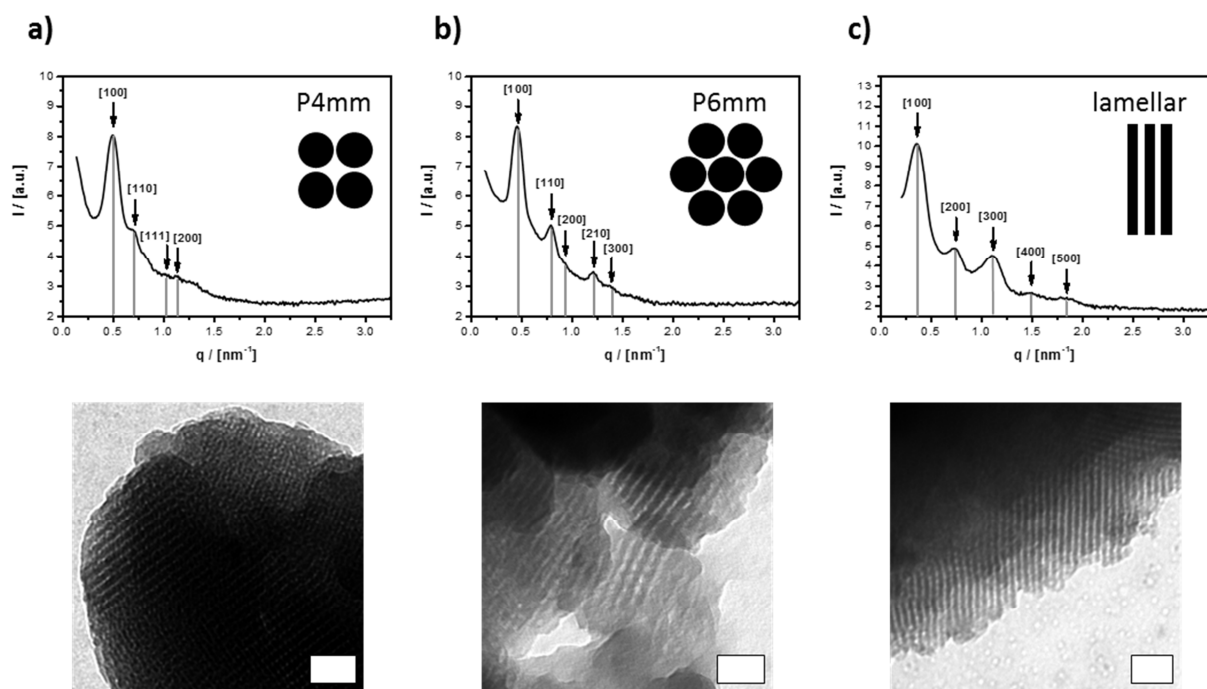 a)
10
9
8
7
6
5
4
3
2
I / [a.u.]
[100]
[110]
[111]
[200]
P4mm
0.0 0.5 1.0 1.5 2.0 2.5 3.0
q / [nm⁻¹]
b)
10
9
8
7
6
5
4
3
2
I / [a.u.]
[100]
[110]
[200]
[210]
[300]
P6mm
0.0 0.5 1.0 1.5 2.0 2.5 3.0
q / [nm⁻¹]
c)
13
12
11
10
9
8
7
6
5
4
3
2
I / [a.u.]
[100]
[200]
[300]
[400]
[500]
lamellar
0.0 0.5 1.0 1.5 2.0 2.5 3.0
q / [nm⁻¹]